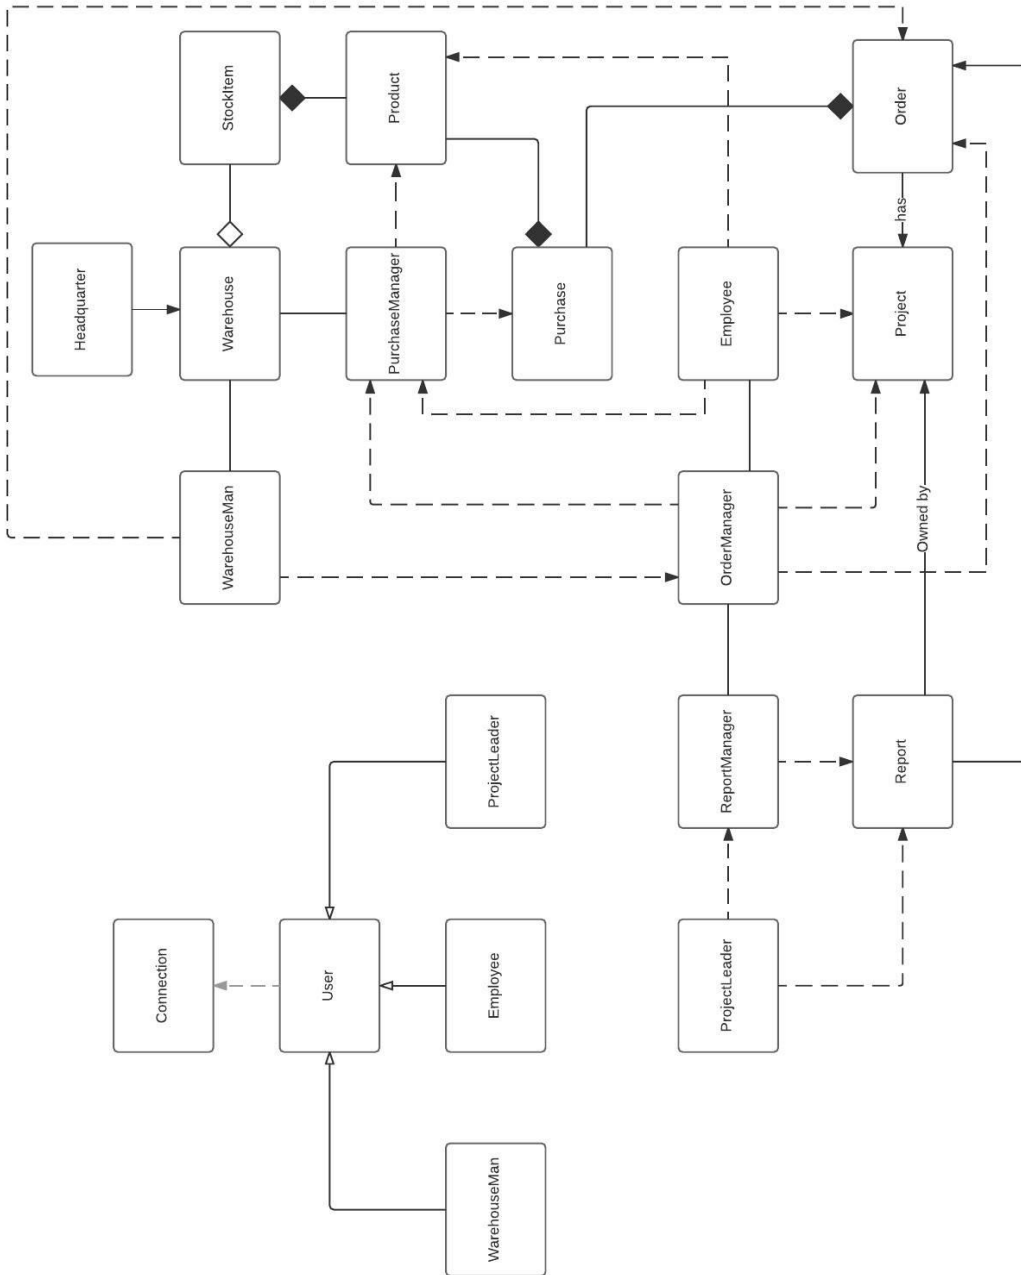 WarehouseMan
Employee
ProjectLeader
User
Connection
ProjectLeader
ReportManager
Report
WarehouseMan
OrderManager
Owned by
Headquarter
Warehouse
PurchaseManager
Purchase
Employee
Project
has
StockItem
Product
Order